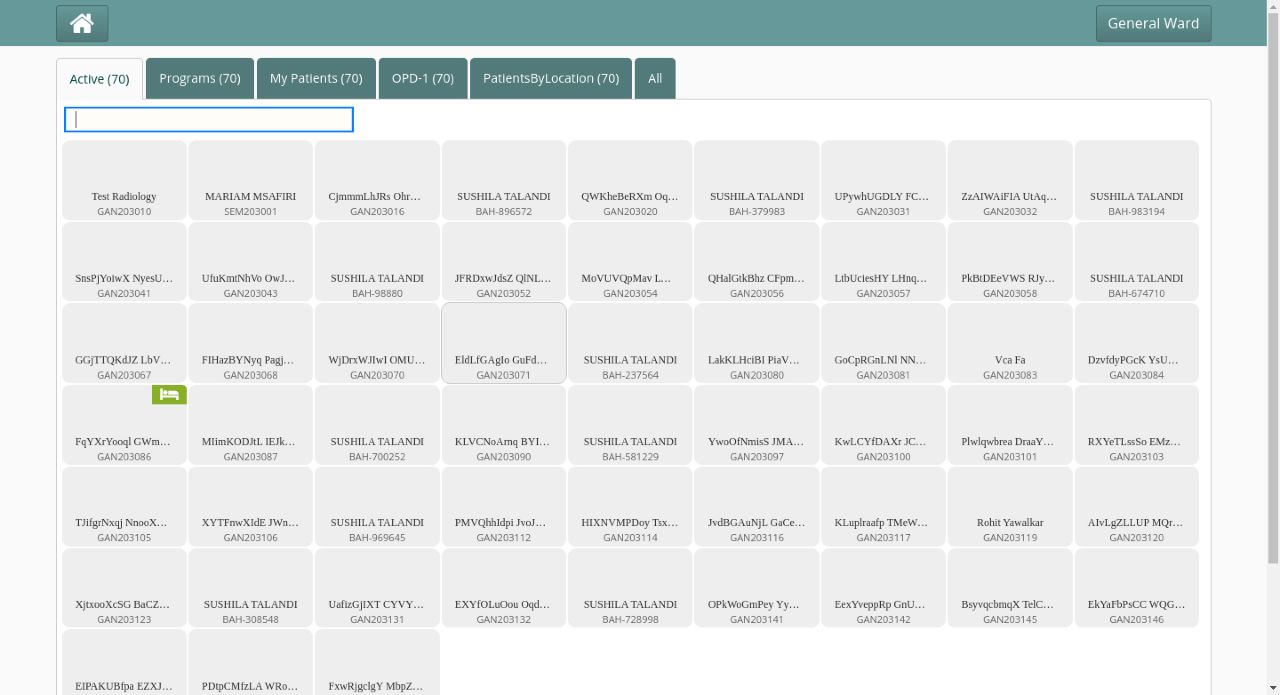 General Ward
Active (70)
Programs (70)
My Patients (70)
OPD-1 (70)
PatientsByLocation (70)
All
Test Radiology
GAN203010
MARIAM MSAFIRI
SEM203001
CjmmmLhJRs Ohr…
GAN203016
SUSHILA TALANDI
BAH-896572
QWKheBeRXm Oq…
GAN203020
SUSHILA TALANDI
BAH-379983
UPywhUGDLY FC…
GAN203031
ZzAIWAiFIA UtAq…
GAN203032
SUSHILA TALANDI
BAH-983194
SnsPjYoiwX NyesU…
GAN203041
UfuKmtNhVo OwJ…
GAN203043
SUSHILA TALANDI
BAH-98880
JFRDxwJdsZ QlNL…
GAN203052
MoVUVQpMav L…
GAN203054
QHalGtkBhz CFpm…
GAN203056
LtbUciesHY LHnq…
GAN203057
PkBtDEeVWS RJy…
GAN203058
SUSHILA TALANDI
BAH-674710
GGjTTQKdJZ LbV…
GAN203067
FIHazBYNyq Pagj…
GAN203068
WjDrxWJIwI OMU…
GAN203070
EldLfGAgIo GuFd…
GAN203071
SUSHILA TALANDI
BAH-237564
LakKLHciBI PiaV…
GAN203080
GoCpRGnLNl NN…
GAN203081
Vca Fa
GAN203083
DzvfdyPGcK YsU…
GAN203084
FqYXrYooql GWm…
GAN203086
MIimKODJtL IEJk…
GAN203087
SUSHILA TALANDI
BAH-700252
KLVCNoArnq BYI…
GAN203090
SUSHILA TALANDI
BAH-581229
YwoOfNmisS JMA…
GAN203097
KwLCYfDAXr JC…
GAN203100
Plwlqwbrea DraaY…
GAN203101
RXYeTLssSo EMz…
GAN203103
TJifgrNxqj NnooX…
GAN203105
XYTFnwXIdE JWn…
GAN203106
SUSHILA TALANDI
BAH-969645
PMVQhhIdpi JvoJ…
GAN203112
HIXNVMPDoy Tsx…
GAN203114
JvdBGAuNjL GaCe…
GAN203116
KLuplraafp TMeW…
GAN203117
Rohit Yawalkar
GAN203119
AIvLgZLLUP MQr…
GAN203120
XjtxooXcSG BaCZ…
GAN203123
SUSHILA TALANDI
BAH-308548
UafizGjIXT CYVY…
GAN203131
EXYfOLuOou Oqd…
GAN203132
SUSHILA TALANDI
BAH-728998
OPkWoGmPey Yy…
GAN203141
EexYveppRp GnU…
GAN203142
BsyvqcbmqX TelC…
GAN203145
EkYaFbPsCC WQG…
GAN203146
EIPAKUBfpa EZXJ…
PDtpCMfzLA WRo…
FxwRjgclgY MbpZ…